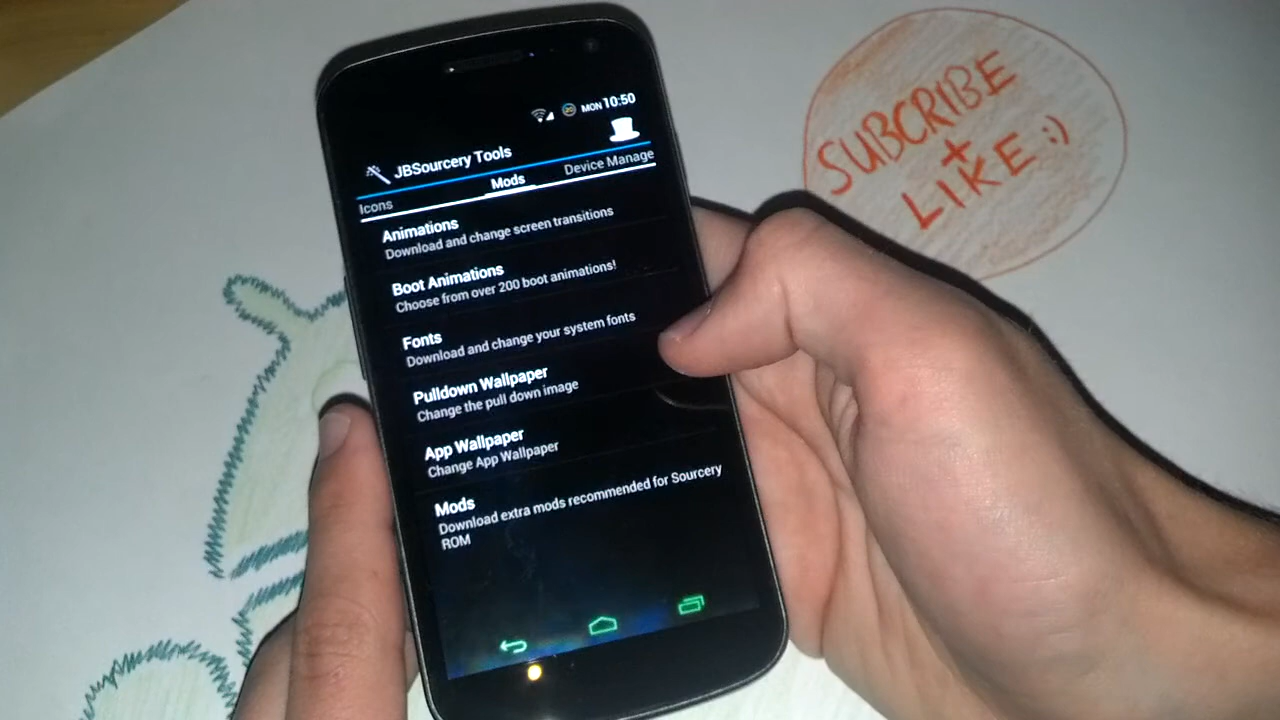 MON 10:50
JBSourcery Tools
Icons
Mods
Device Manage
Animations
Download and change screen transitions
Boot Animations
Choose from over 200 boot animations!
Fonts
Download and change your system fonts
Pulldown Wallpaper
Change the pull down image
App Wallpaper
Change App Wallpaper
Mods
Download extra mods recommended for Sourcery
ROM
SUBCRIBE
+
LIKE :)